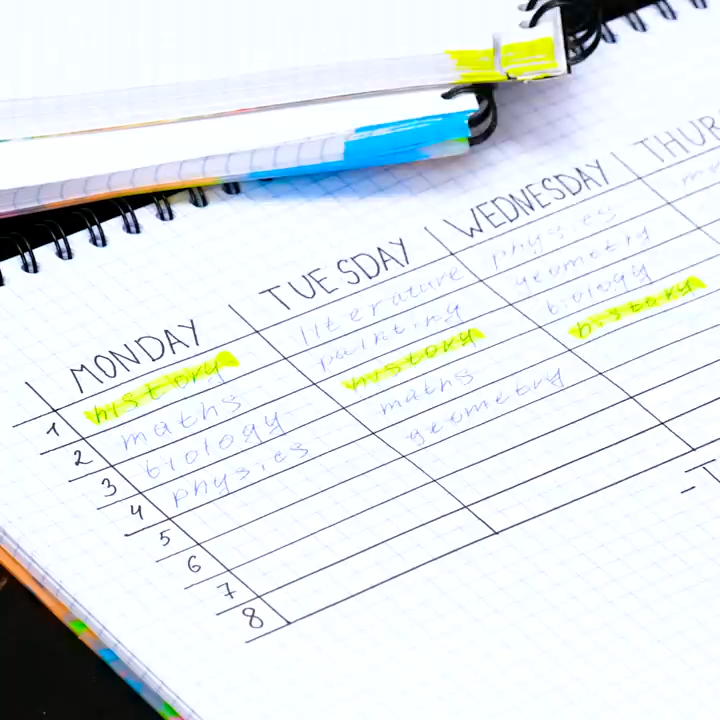 MONDAY TUESDAY WEDNESDAY THUR
1 history literature physics
2 maths painting geometry
3 biology history biology
4 physics maths history
5 geometry
6
7
8